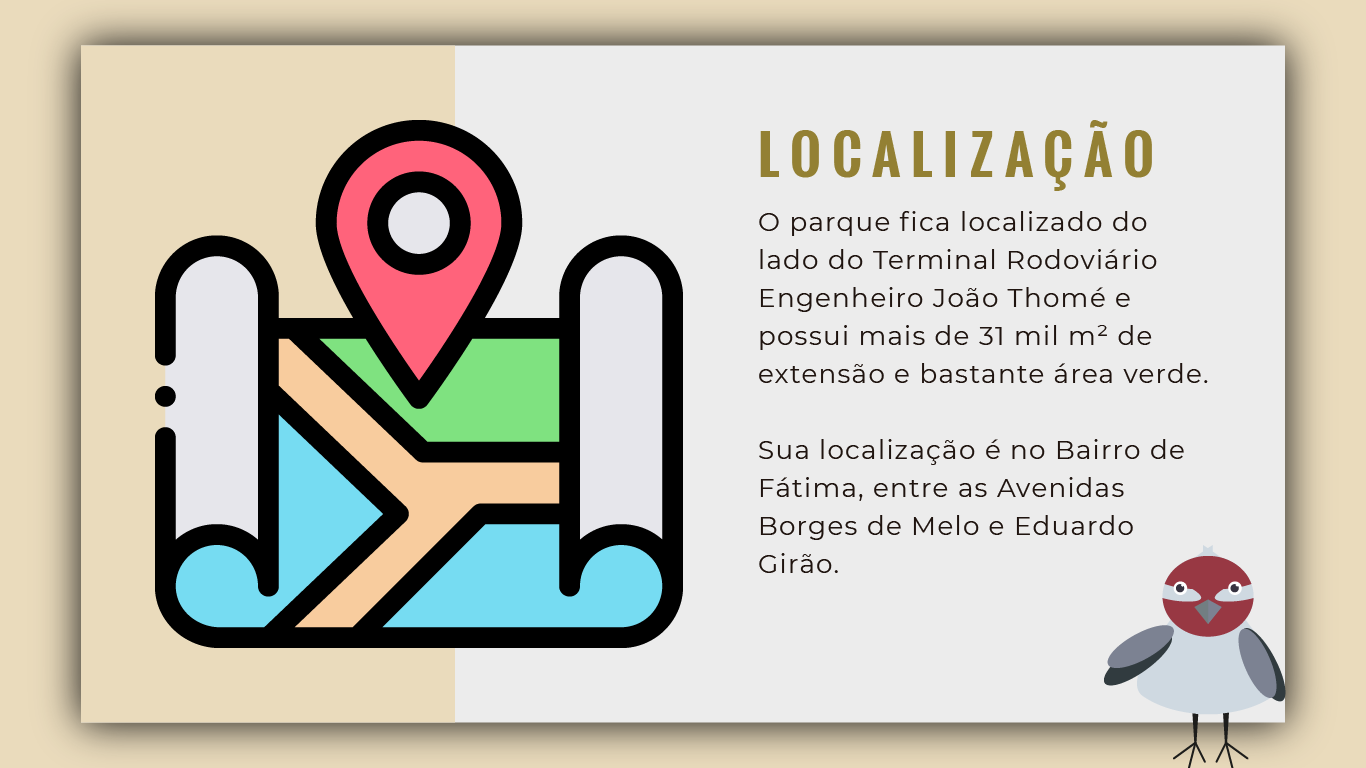 LOCALIZAÇÃO
O parque fica localizado do
lado do Terminal Rodoviário
Engenheiro João Thomé e
possui mais de 31 mil m² de
extensão e bastante área verde.
Sua localização é no Bairro de
Fátima, entre as Avenidas
Borges de Melo e Eduardo
Girão.